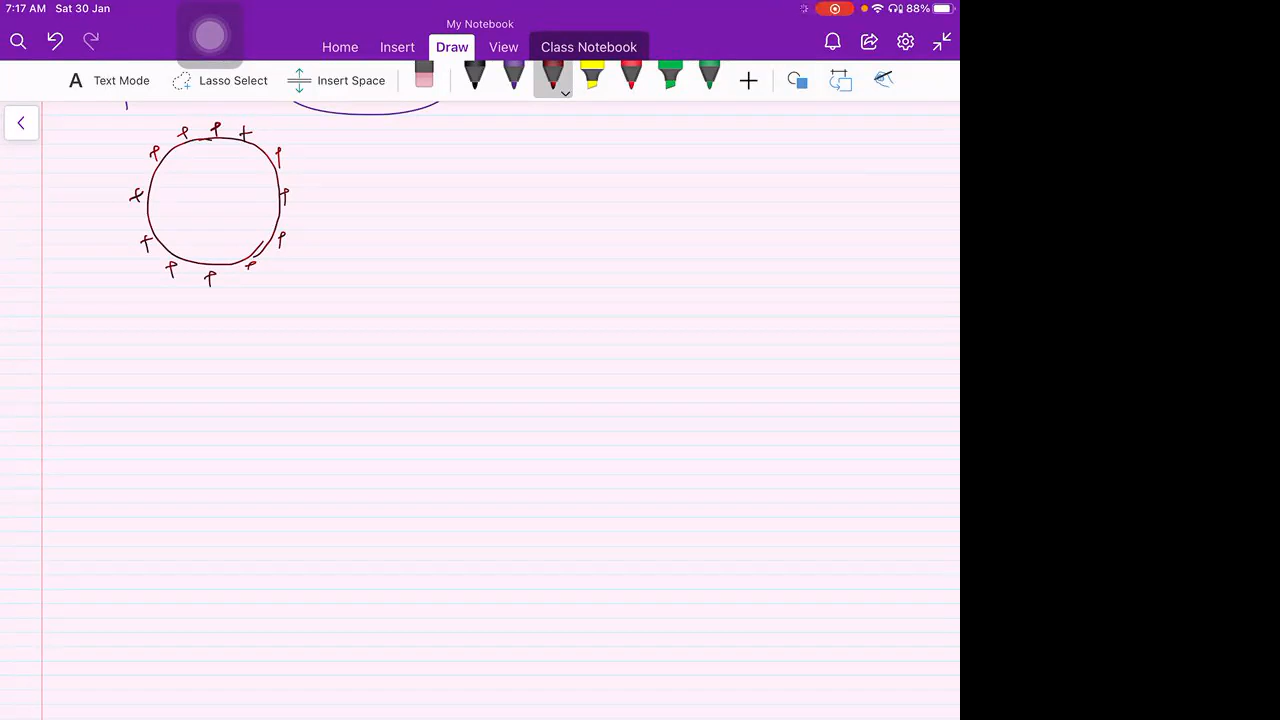 7:17 AM Sat 30 Jan 88%
My Notebook
Home Insert Draw View Class Notebook
A Text Mode Lasso Select Insert Space
+ + +
+ +
+ +
+ +
+ + +